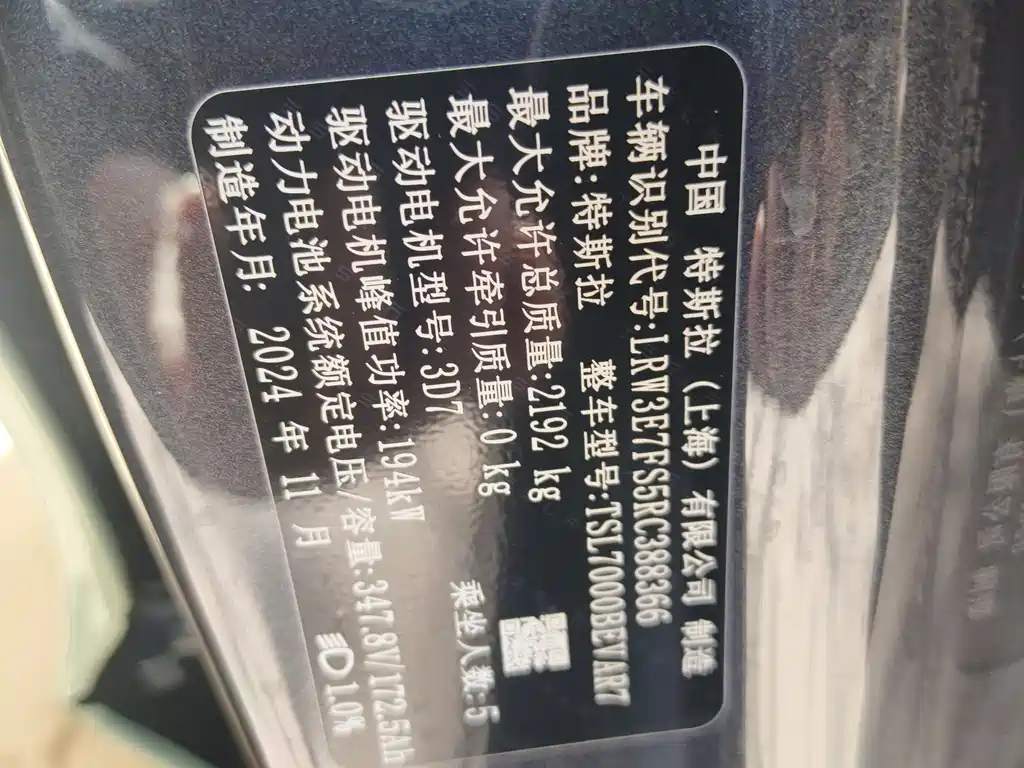 中国 特斯拉（上海）有限公司 制造
车辆识别代号:LRW3E7FS5RC388366
品牌:特斯拉 整车型号:TSL7000BEVAR7
最大允许总质量:2192 kg
最大允许牵引质量: 0 kg 乘坐人数:5
驱动电机型号:3D7
驱动电机峰值功率:194kW
动力电池系统额定电压/容量:347.8V/172.5Ah
制造年月: 2024 年 11 月 1.0%